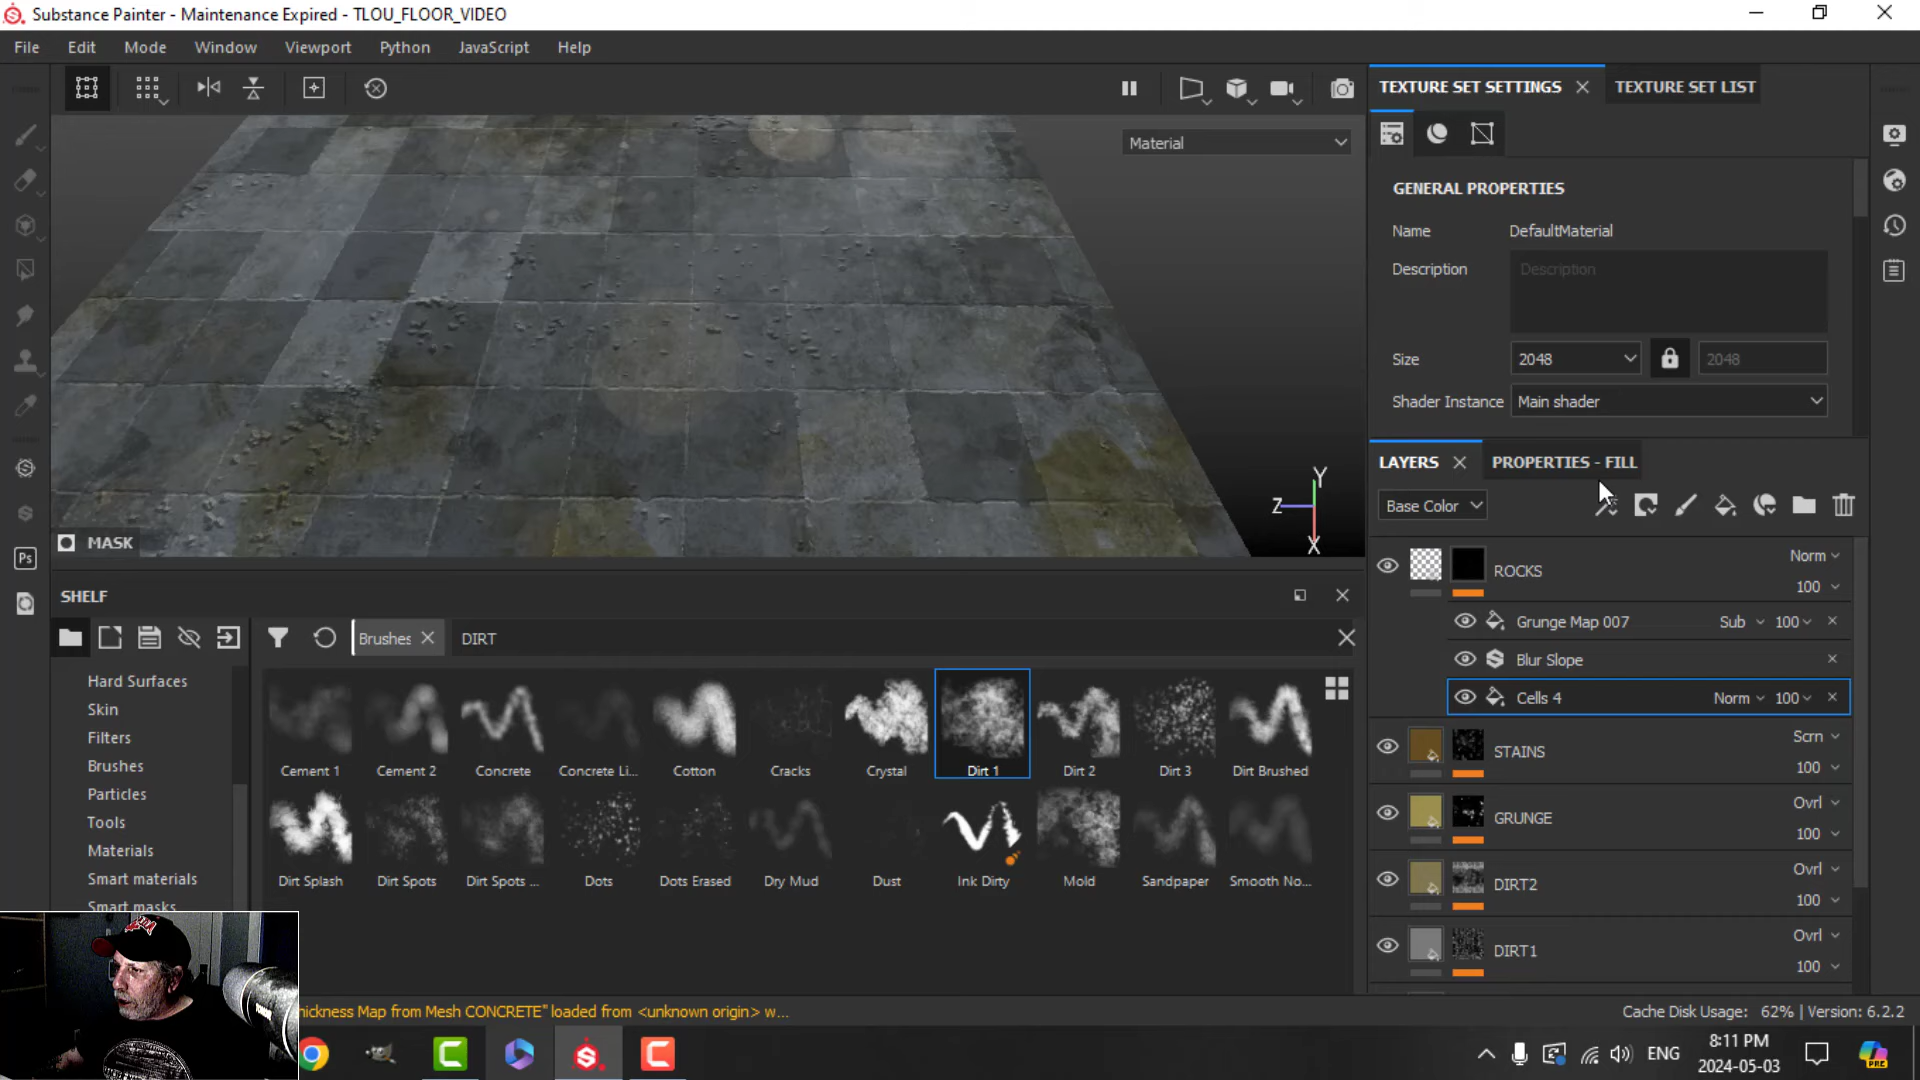 Substance Painter - Maintenance Expired - TLOU_FLOOR_VIDEO
File Edit Mode Window Viewport Python JavaScript Help
TEXTURE SET SETTINGS
TEXTURE SET LIST
Material
GENERAL PROPERTIES
Name DefaultMaterial
Description Description
Size 2048 2048
Shader Instance Main shader
Z Y X
MASK
LAYERS
PROPERTIES - FILL
Base Color
ROCKS Norm
100
Grunge Map 007 Sub 100
Blur Slope
Cells 4 Norm 100
STAINS Scrn
100
GRUNGE Ovrl
100
DIRT2 Ovrl
100
DIRT1 Ovrl
100
SHELF
Brushes DIRT
Hard Surfaces
Skin
Filters
Brushes
Particles
Tools
Materials
Smart materials
Smart masks
Cement 1 Cement 2 Concrete Concrete Li... Cotton Cracks Crystal Dirt 1 Dirt 2 Dirt 3 Dirt Brushed
Dirt Splash Dirt Spots Dirt Spots ... Dots Dots Erased Dry Mud Dust Ink Dirty Mold Sandpaper Smooth No...
hickness Map from Mesh CONCRETE" loaded from <unknown origin> w...
Cache Disk Usage: 62% | Version: 6.2.2
Ps
ENG
8:11 PM
2024-05-03
PRE